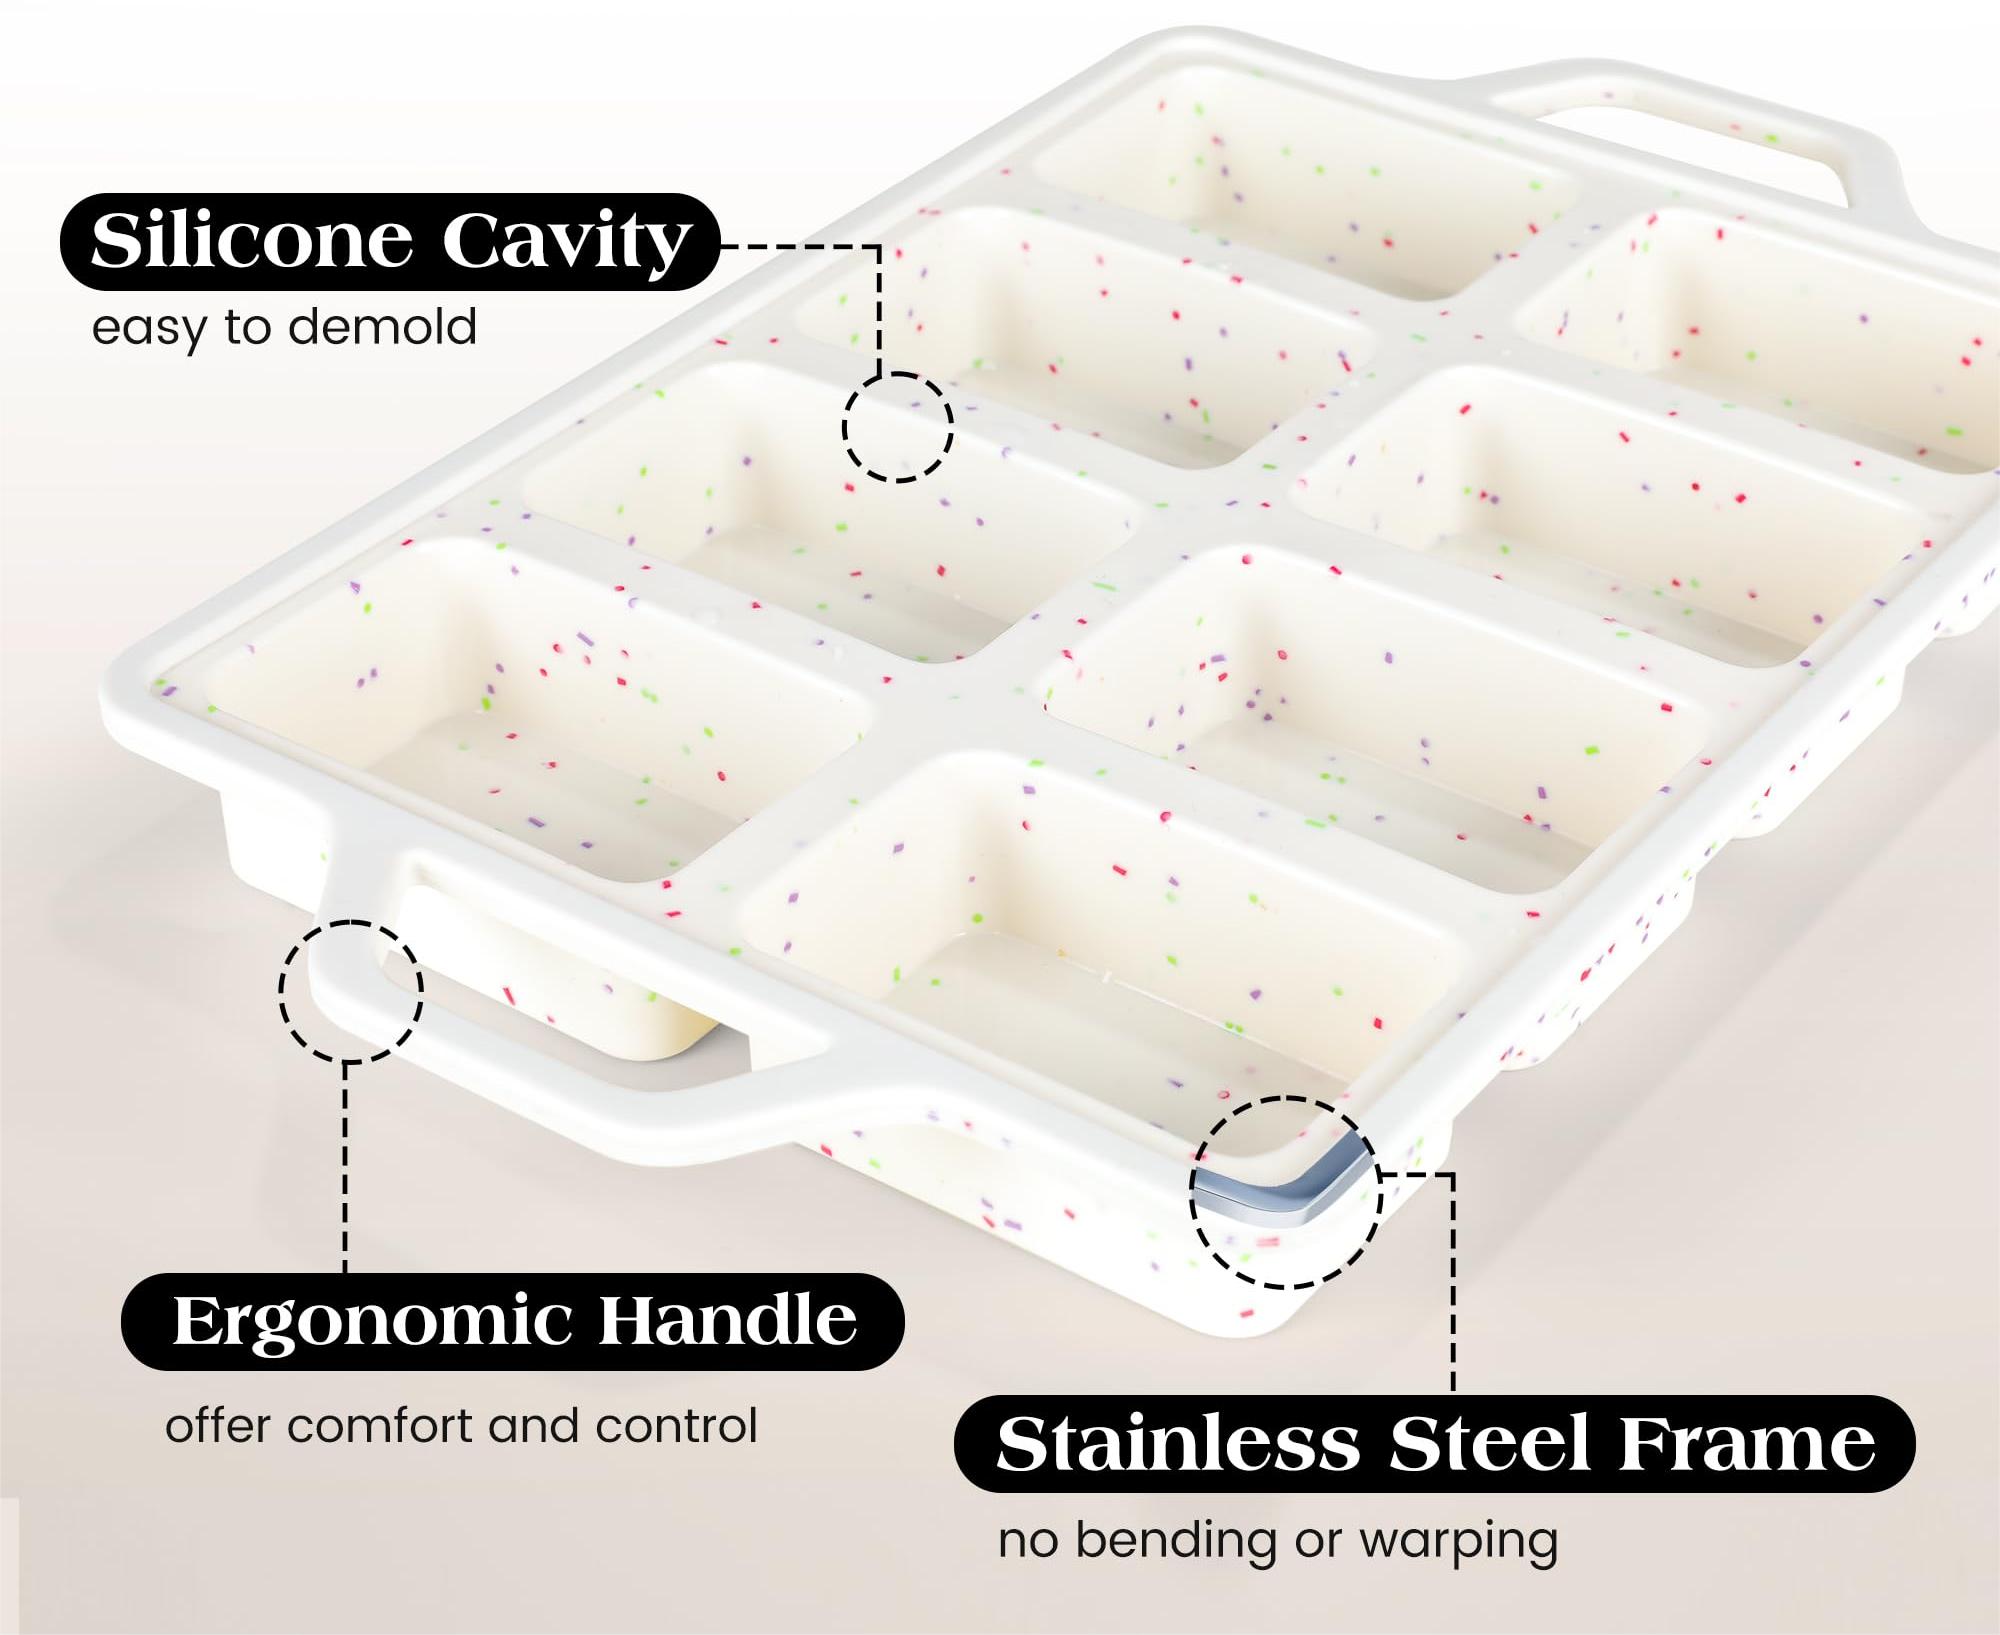 Silicone Cavity
easy to demold
Ergonomic Handle
offer comfort and control
Stainless Steel Frame
no bending or warping